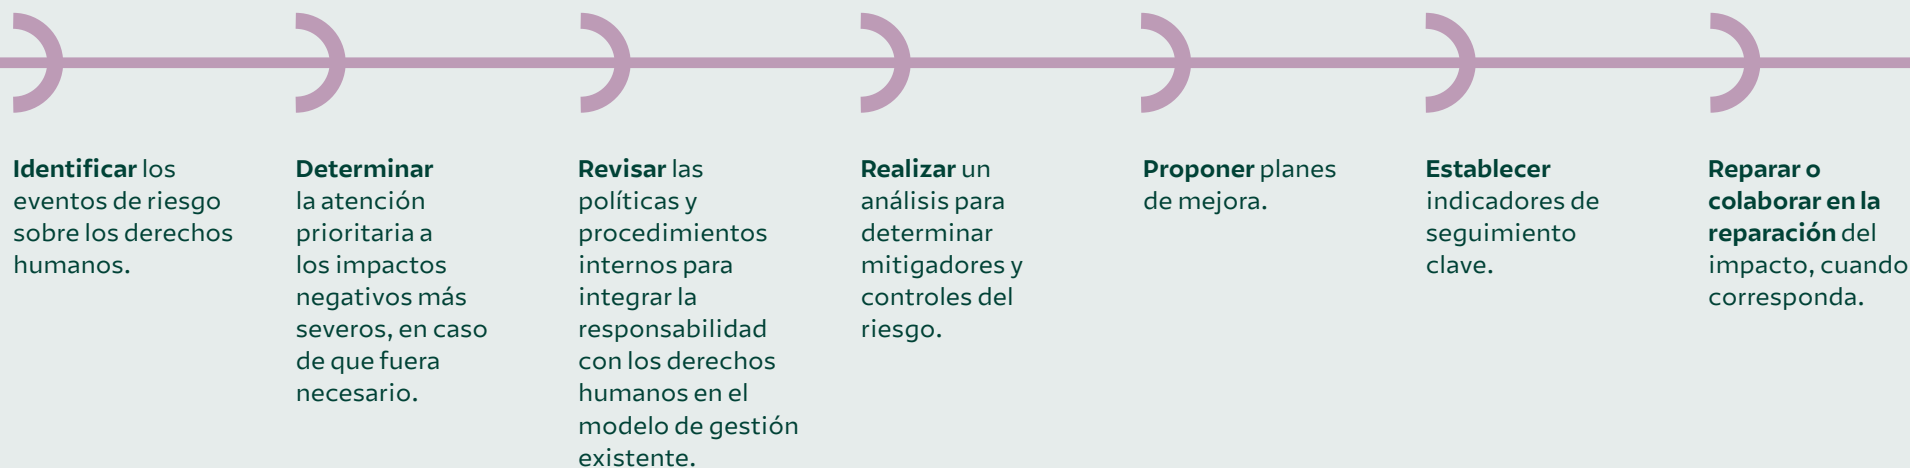 Identificar los
eventos de riesgo
sobre los derechos
humanos.
Determinar
la atención
prioritaria a
los impactos
negativos más
severos, en caso
de que fuera
necesario.
Revisar las
políticas y
procedimientos
internos para
integrar la
responsabilidad
con los derechos
humanos en el
modelo de gestión
existente.
Realizar un
análisis para
determinar
mitigadores y
controles del
riesgo.
Proponer planes
de mejora.
Establecer
indicadores de
seguimiento
clave.
Reparar o
colaborar en la
reparación del
impacto, cuando
corresponda.